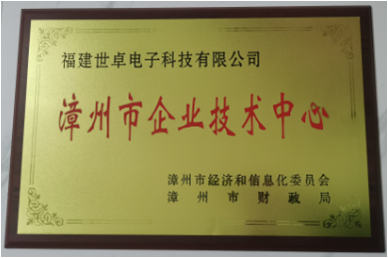 福建世卓电子科技有限公司
漳州市企业技术中心
漳州市经济和信息化委员会
漳州市财政局